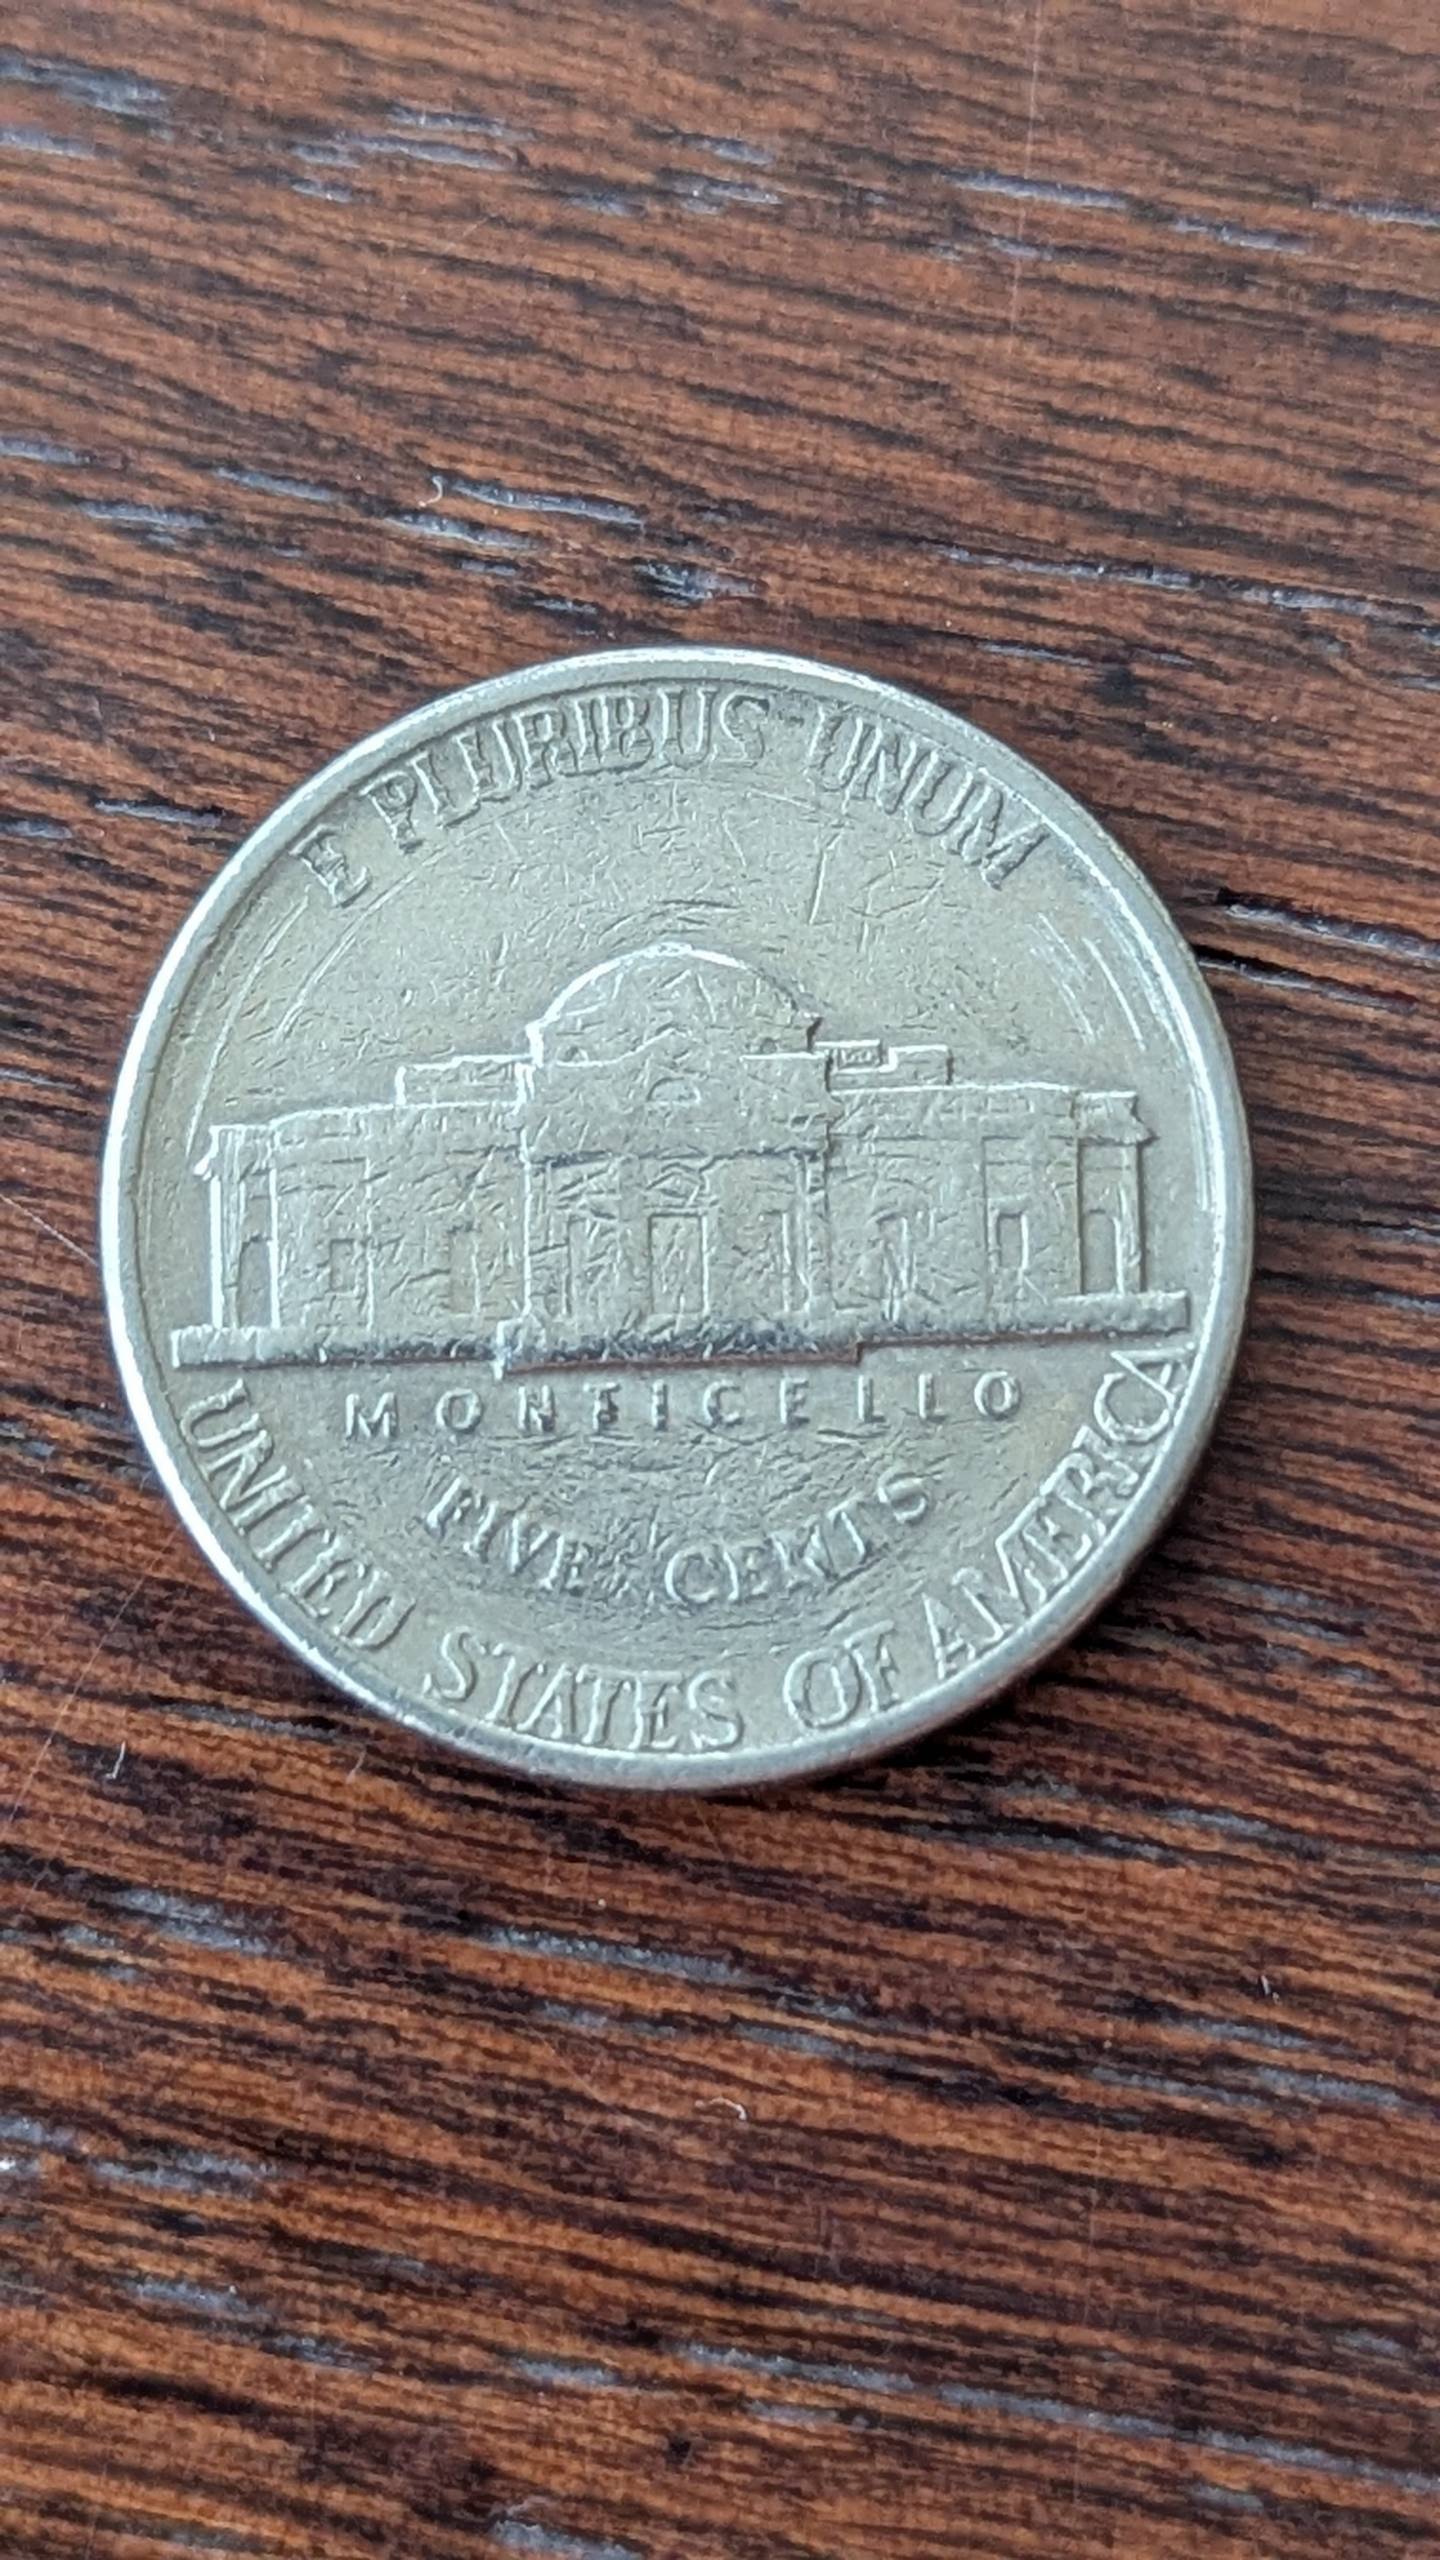 E PLURIBUS UNUM
MONTICELLO
FIVE CENTS
UNITED STATES OF AMERICA